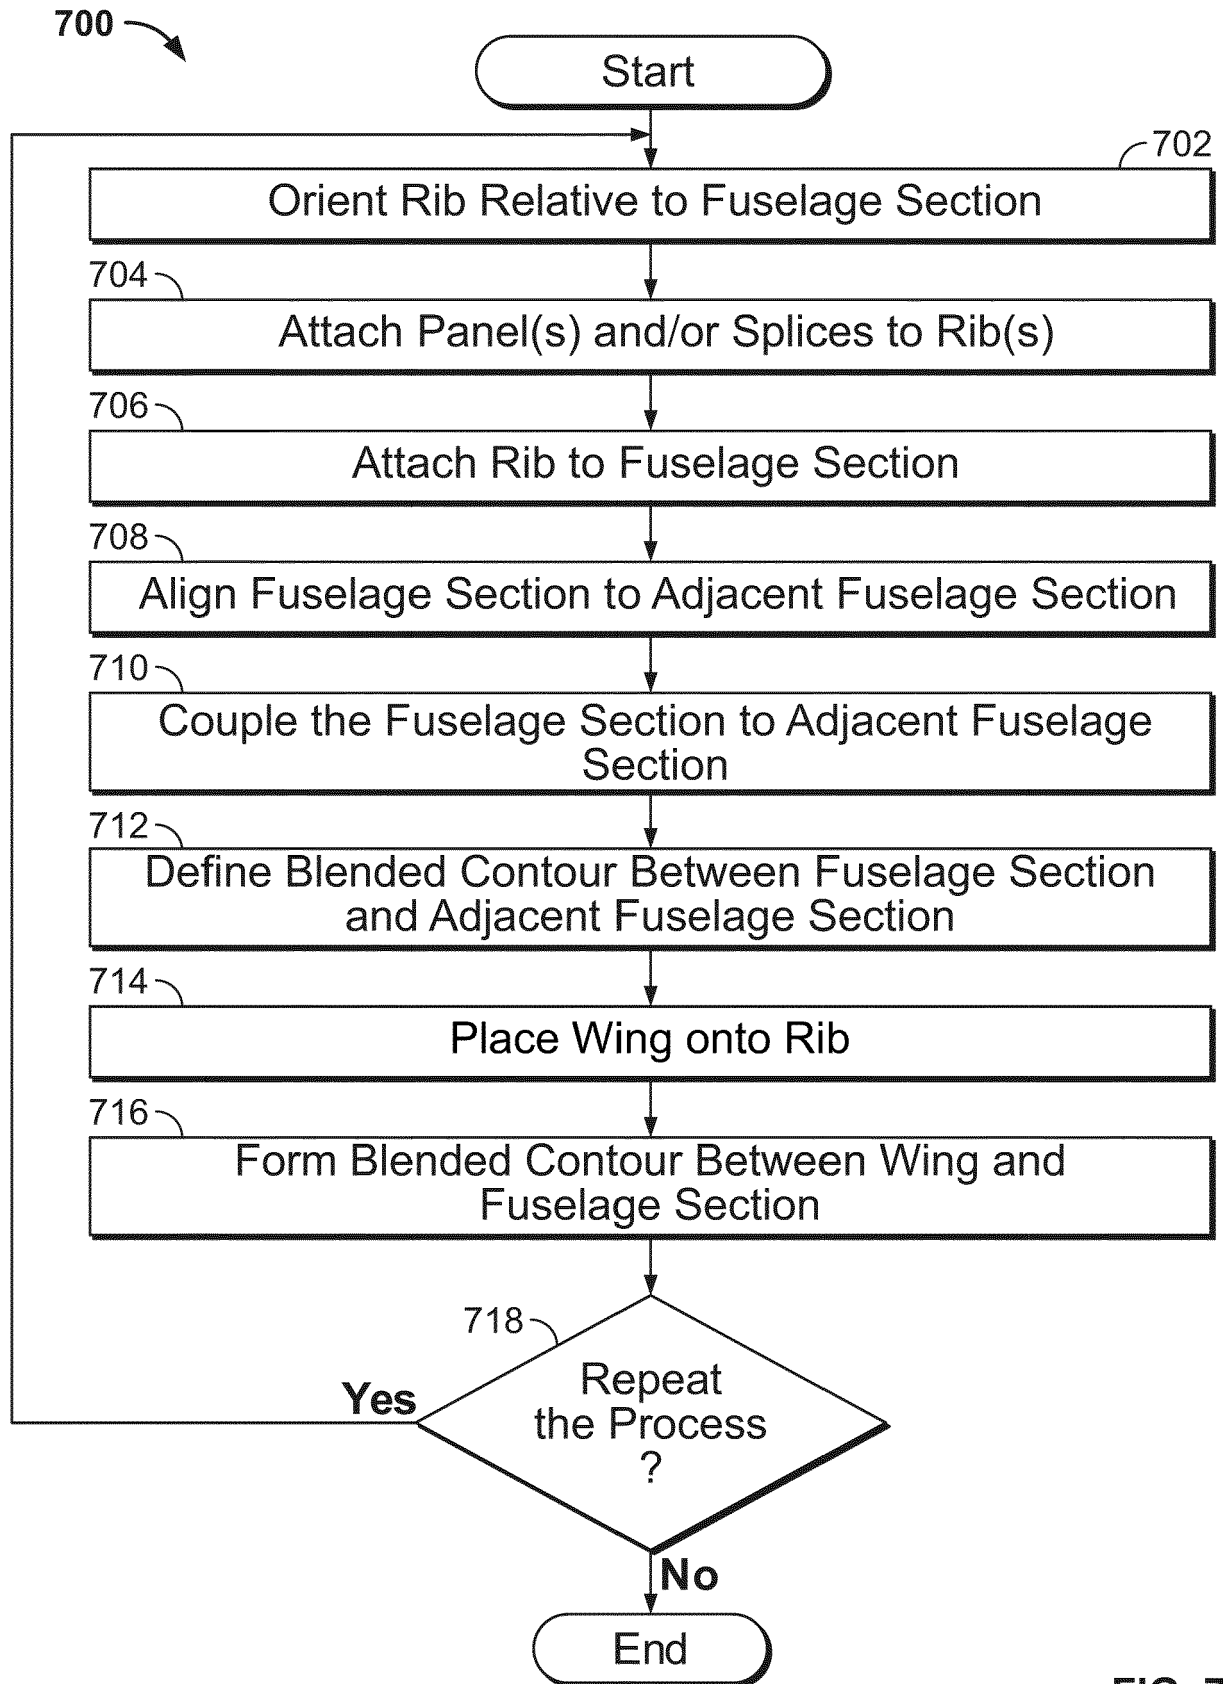 700
Start
702
Orient Rib Relative to Fuselage Section
704
Attach Panel(s) and/or Splices to Rib(s)
706
Attach Rib to Fuselage Section
708
Align Fuselage Section to Adjacent Fuselage Section
710
Couple the Fuselage Section to Adjacent Fuselage
Section
712
Define Blended Contour Between Fuselage Section
and Adjacent Fuselage Section
714
Place Wing onto Rib
716
Form Blended Contour Between Wing and
Fuselage Section
718
Repeat
the Process
?
Yes
No
End